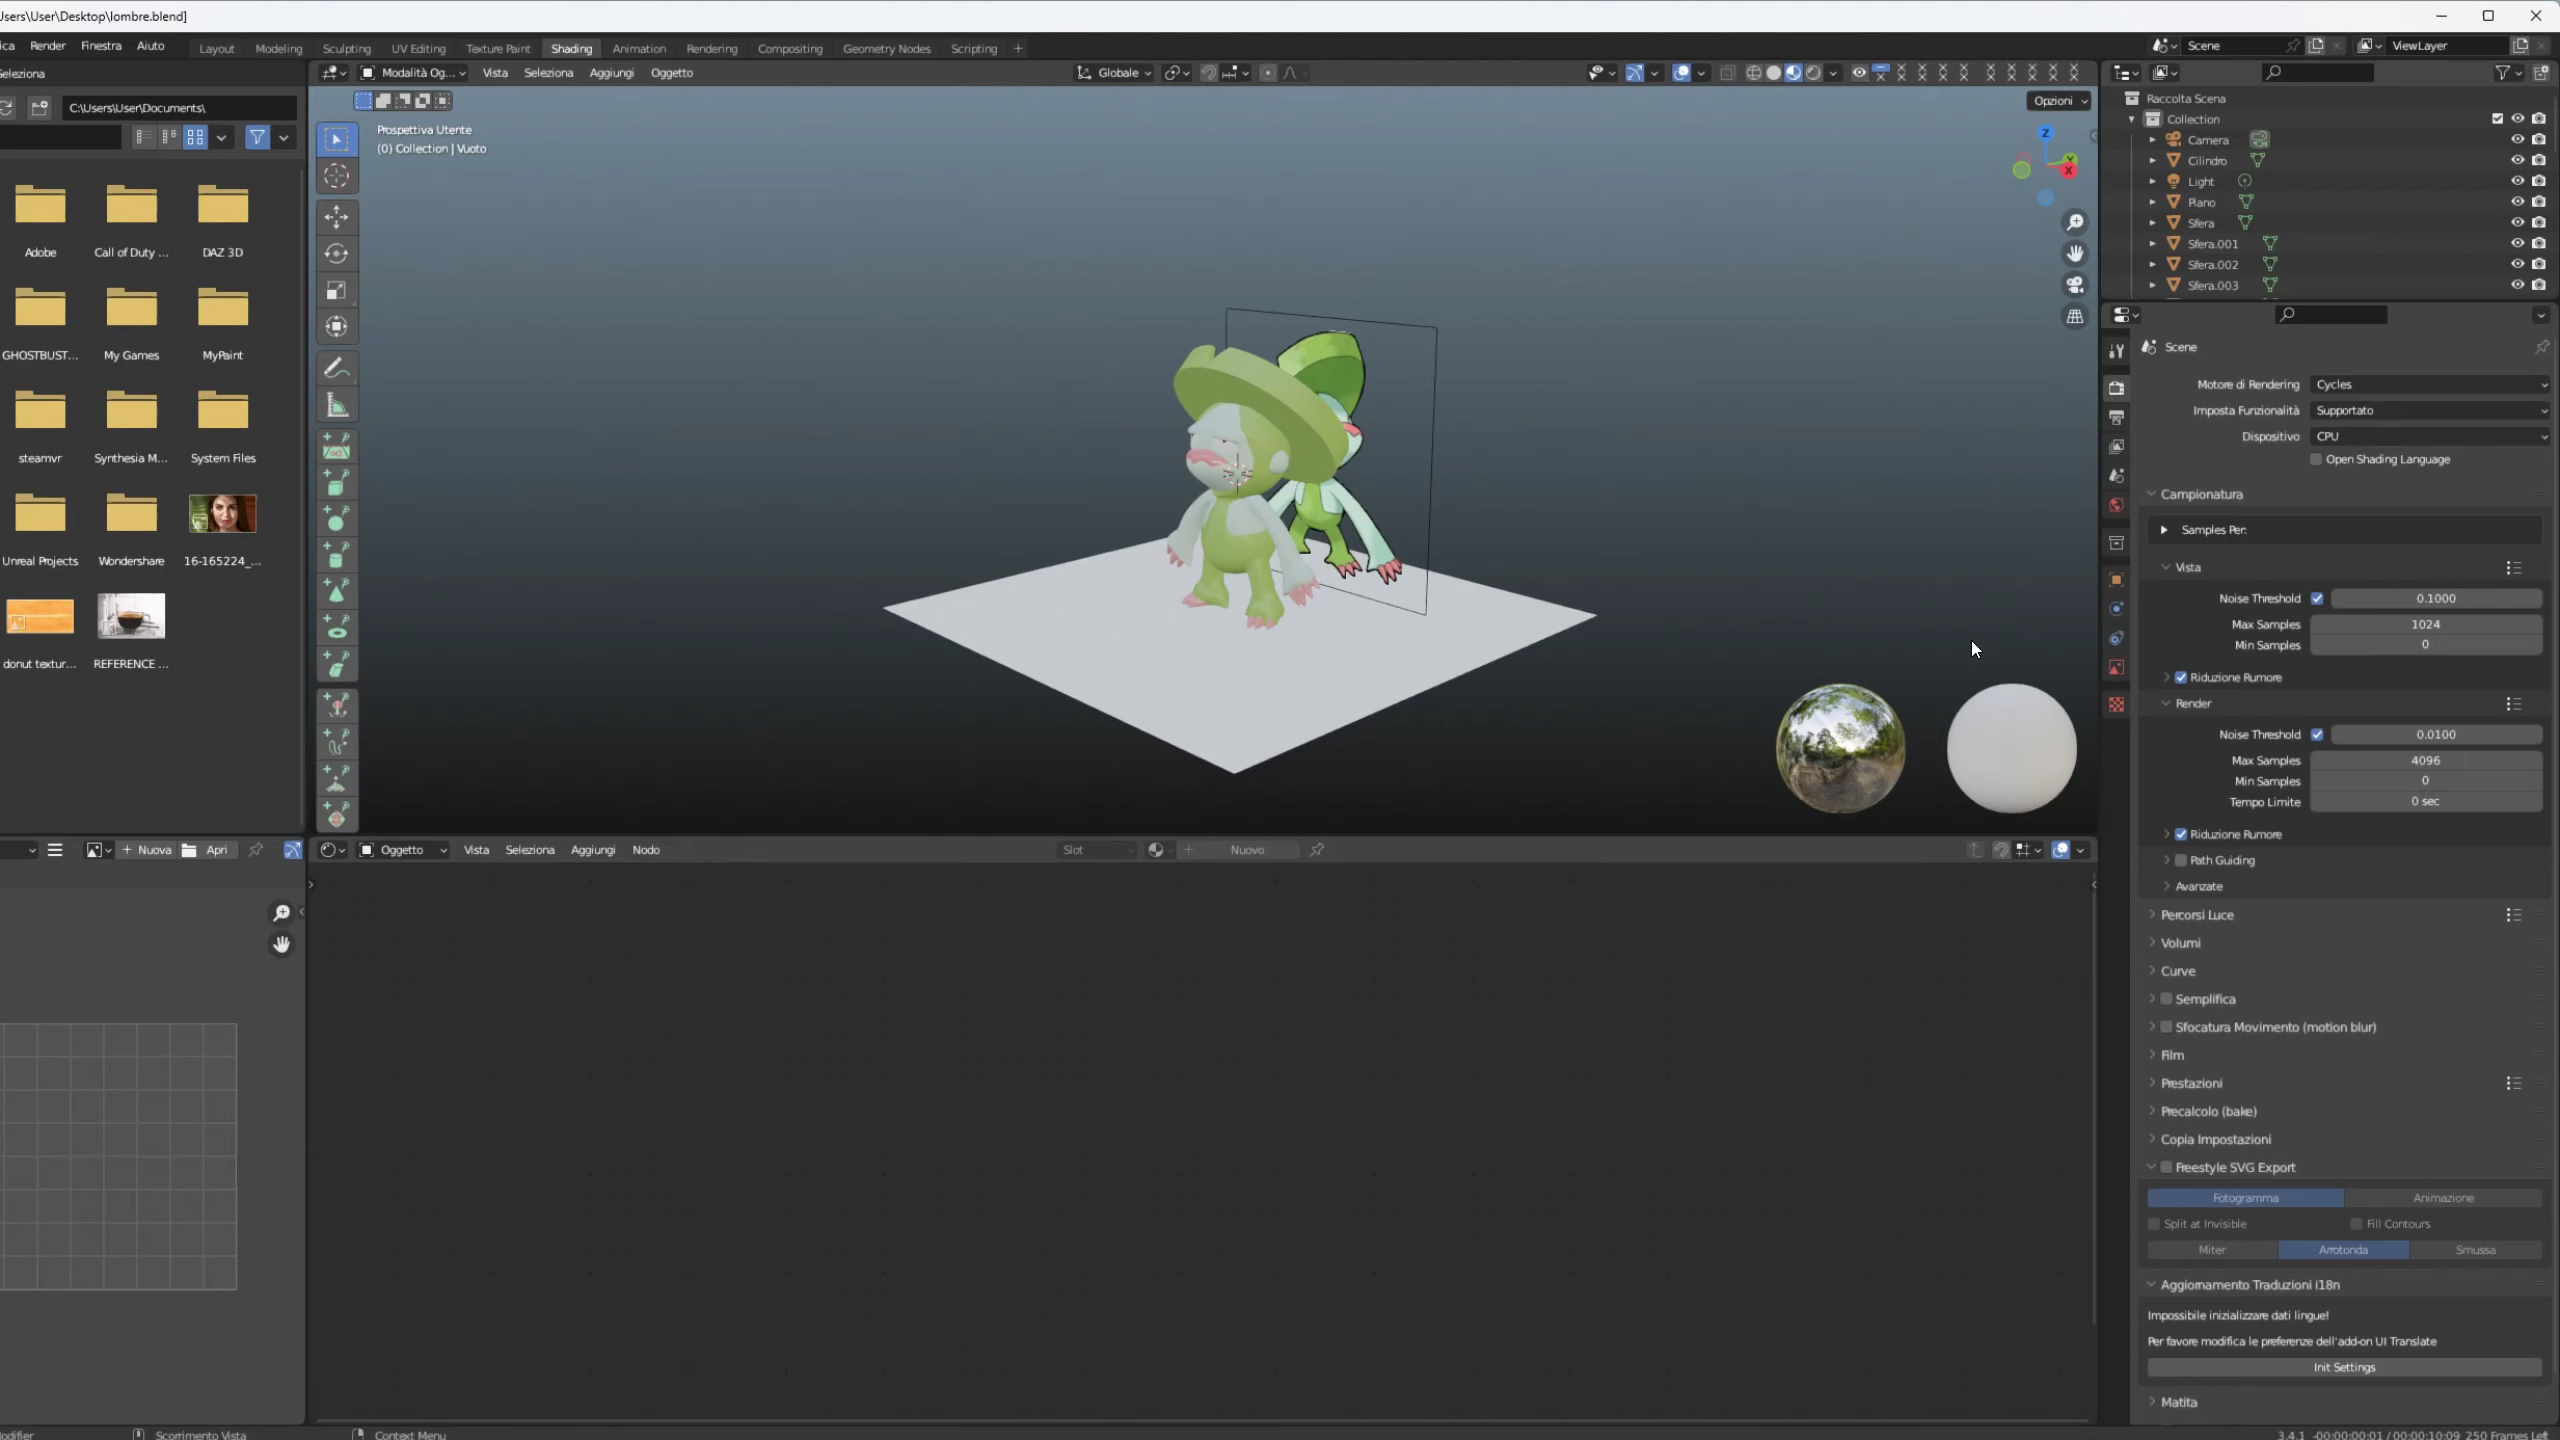 Jsers\User\Desktop\lombre.blend]
ica Render Finestra Aiuto Layout Modeling Sculpting UV Editing Texture Paint Shading Animation Rendering Compositing Geometry Nodes Scripting + Scene ViewLayer
Seleziona
Modalità Og... Vista Seleziona Aggiungi Oggetto Globale
C:\Users\User\Documents\
Opzioni
Prospettiva Utente
(0) Collection | Vuoto
Z
Y
X
Adobe Call of Duty ... DAZ 3D
GHOSTBUST... My Games MyPaint
steamvr Synthesia M... System Files
Unreal Projects Wondershare 16-165224_...
donut textur... REFERENCE ...
Raccolta Scena
Collection
Camera
Cilindro
Light
Piano
Sfera
Sfera.001
Sfera.002
Sfera.003
Scene
Motore di Rendering Cycles
Imposta Funzionalità Supportato
Dispositivo CPU
Open Shading Language
Campionatura
Samples Per:
Vista
Noise Threshold 0.1000
Max Samples 1024
Min Samples 0
Riduzione Rumore
Render
Noise Threshold 0.0100
Max Samples 4096
Min Samples 0
Tempo Limite 0 sec
Riduzione Rumore
Path Guiding
Avanzate
Percorsi Luce
Volumi
Curve
Semplifica
Sfocatura Movimento (motion blur)
Film
Prestazioni
Precalcolo (bake)
Copia Impostazioni
Freestyle SVG Export
Fotogramma Animazione
Split at Invisible Fill Contours
Miter Arrotonda Smussa
Aggiornamento Traduzioni i18n
Impossibile inizializzare dati lingue!
Per favore modifica le preferenze dell'add-on UI Translate
Init Settings
Matita
+ Nuova Apri
Oggetto Vista Seleziona Aggiungi Nodo Slot + Nuovo
odifier Scorrimento Vista Context Menu
3.4.1 -00:00:00:01 / 00:00:10:09 250 Frames Let